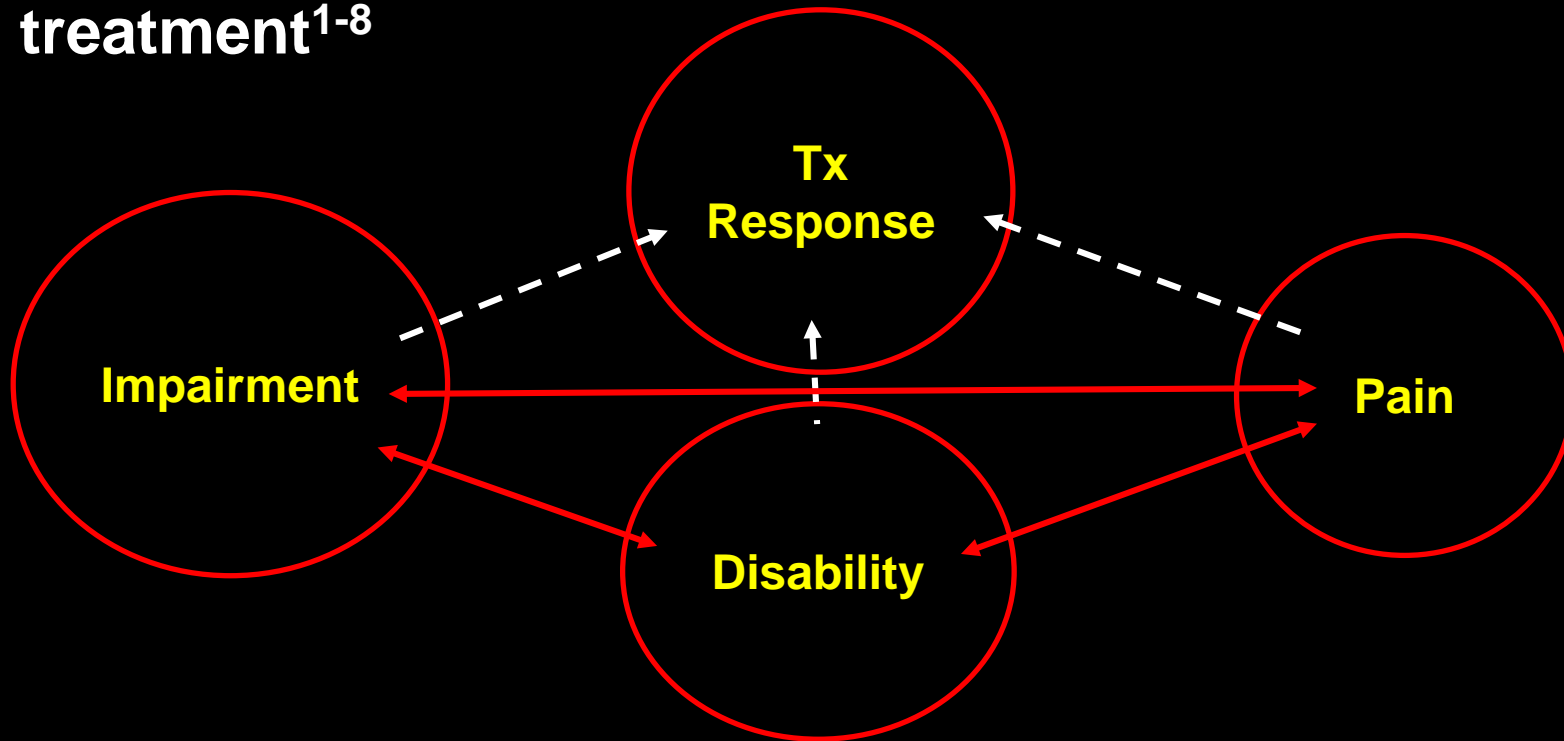 treatment1-8
Tx
Response
Impairment
Pain
Disability